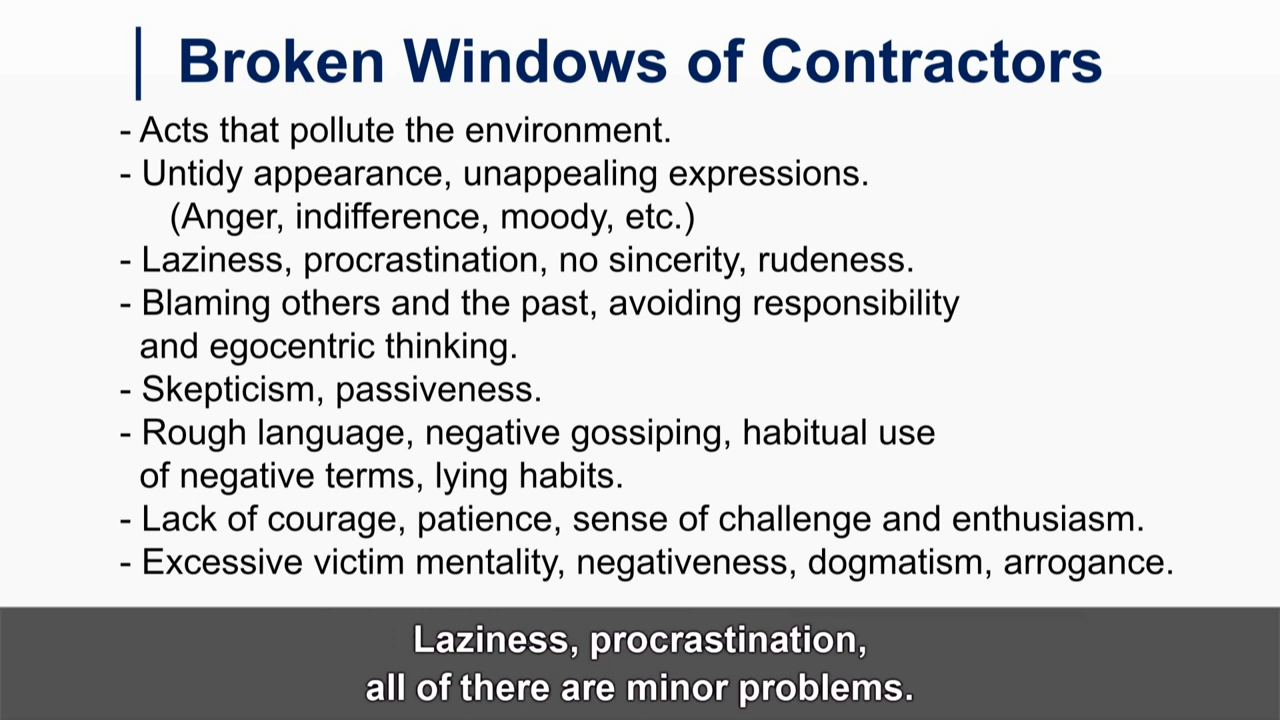 Broken Windows of Contractors
- Acts that pollute the environment.
- Untidy appearance, unappealing expressions.
(Anger, indifference, moody, etc.)
- Laziness, procrastination, no sincerity, rudeness.
- Blaming others and the past, avoiding responsibility
and egocentric thinking.
- Skepticism, passiveness.
- Rough language, negative gossiping, habitual use
of negative terms, lying habits.
- Lack of courage, patience, sense of challenge and enthusiasm.
- Excessive victim mentality, negativeness, dogmatism, arrogance.
Laziness, procrastination,
all of there are minor problems.